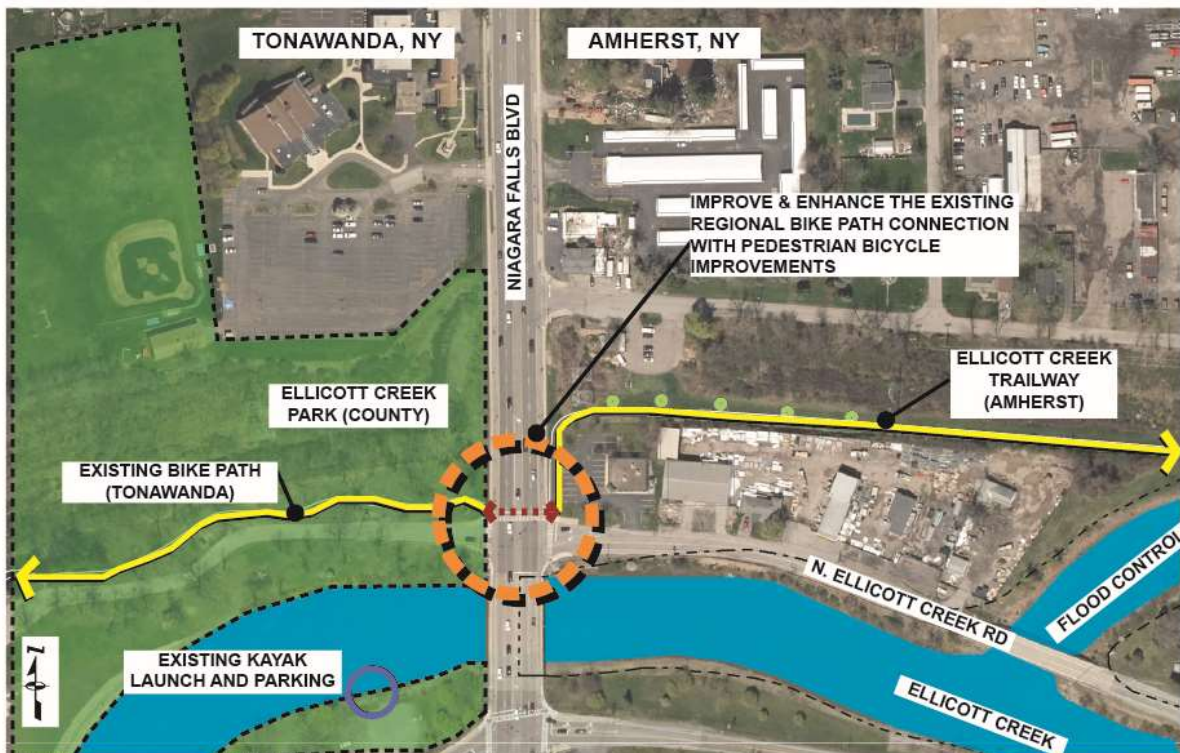 TONAWANDA, NY
AMHERST, NY
NIAGARA FALLS BLVD
IMPROVE & ENHANCE THE EXISTING
REGIONAL BIKE PATH CONNECTION
WITH PEDESTRIAN BICYCLE
IMPROVEMENTS
ELLICOTT CREEK
PARK (COUNTY)
ELLICOTT CREEK
TRAILWAY
(AMHERST)
EXISTING BIKE PATH
(TONAWANDA)
N. ELLICOTT CREEK RD
FLOOD CONTROL
EXISTING KAYAK
LAUNCH AND PARKING
ELLICOTT CREEK
N